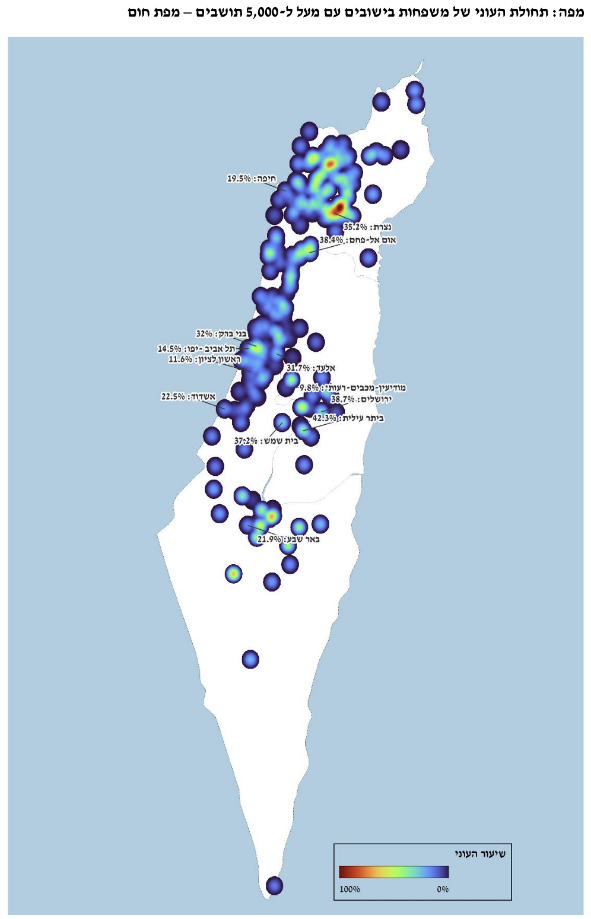 מפה: תחולת העוני של משפחות בישובים עם מעל ל-5,000 תושבים – מפת חום
חיפה: 19.5%
נצרת: 35.2%
אום אל-פחם: 38.4%
בני ברק: 32%
תל אביב -יפו: 14.5%
ראשון לציון: 11.6%
אלעד: 31.7%
מודיעין-מכבים-רעות: 9.8%
ירושלים: 38.7%
אשדוד: 22.5%
ביתר עילית: 42.3%
בית שמש: 37.2%
באר שבע: 21.9%
שיעור העוני
100% 0%